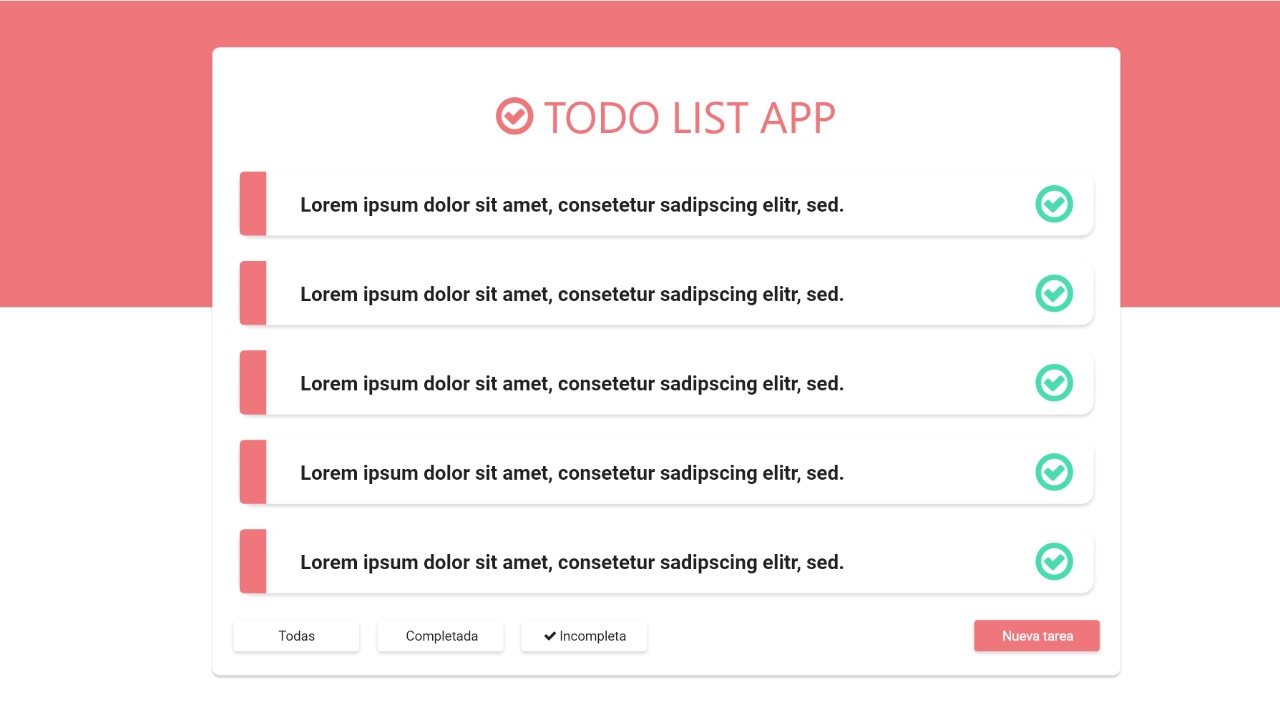 TODO LIST APP
Lorem ipsum dolor sit amet, consetetur sadipscing elitr, sed.
Lorem ipsum dolor sit amet, consetetur sadipscing elitr, sed.
Lorem ipsum dolor sit amet, consetetur sadipscing elitr, sed.
Lorem ipsum dolor sit amet, consetetur sadipscing elitr, sed.
Lorem ipsum dolor sit amet, consetetur sadipscing elitr, sed.
Todas Completada Incompleta Nueva tarea